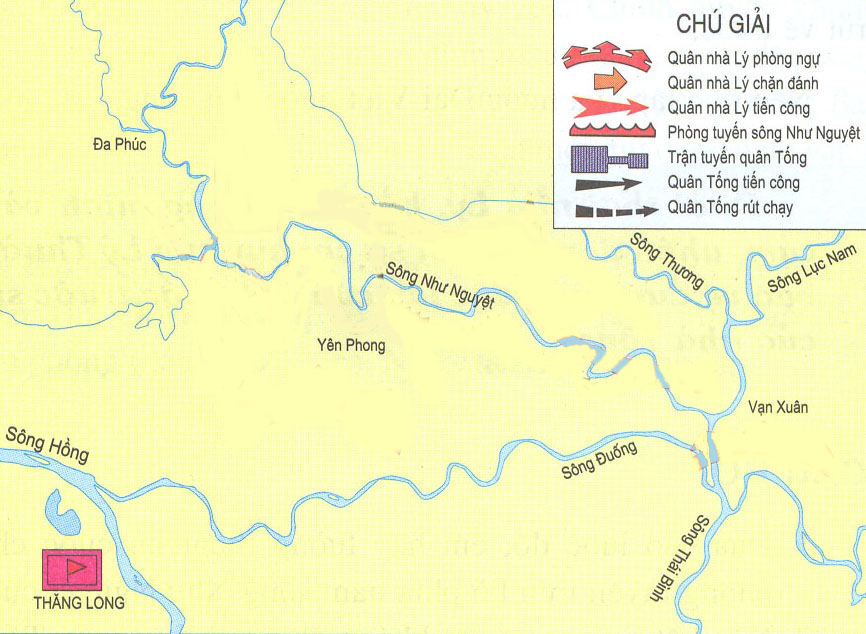 CHÚ GIẢI
Quân nhà Lý phòng ngự
Quân nhà Lý chặn đánh
Quân nhà Lý tiến công
Phòng tuyến sông Như Nguyệt
Trận tuyến quân Tống
Quân Tống tiến công
Quân Tống rút chạy
Đa Phúc
Sông Thương
Sông Lục Nam
Sông Như Nguyệt
Yên Phong
Vạn Xuân
Sông Hồng
Sông Đuống
Sông Thái Bình
THĂNG LONG